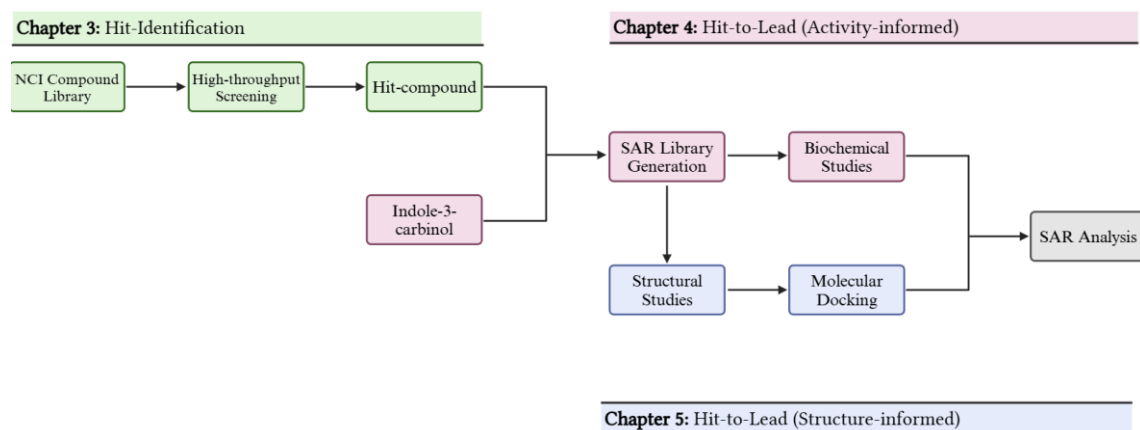 Chapter 3: Hit-Identification
Chapter 4: Hit-to-Lead (Activity-informed)
NCI Compound
Library
High-throughput
Screening
Hit-compound
SAR Library
Generation
Biochemical
Studies
Indole-3-
carbinol
SAR Analysis
Structural
Studies
Molecular
Docking
Chapter 5: Hit-to-Lead (Structure-informed)